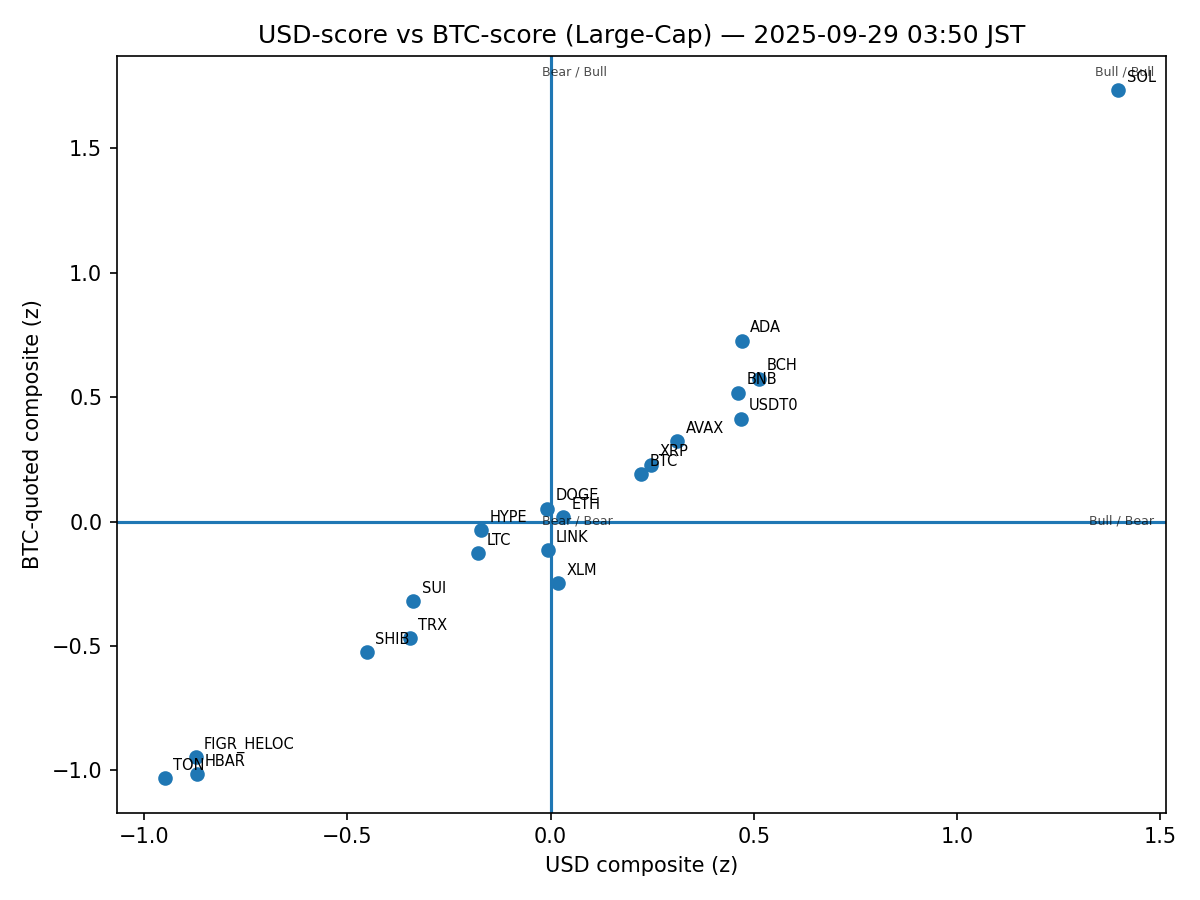 USD-score vs BTC-score (Large-Cap) — 2025-09-29 03:50 JST
Bear / Bull
Bull / Bull
SOL
1.5
1.0
ADA
BCH
BNB
0.5
USDT0
AVAX
XRP
BTC
DOGE
ETH
HYPE
0.0
Bear / Bear
Bull / Bear
LINK
LTC
XLM
SUI
TRX
SHIB
−0.5
FIGR_HELOC
HBAR
TON
−1.0
BTC-quoted composite (z)
−1.0
−0.5
0.0
0.5
1.0
1.5
USD composite (z)